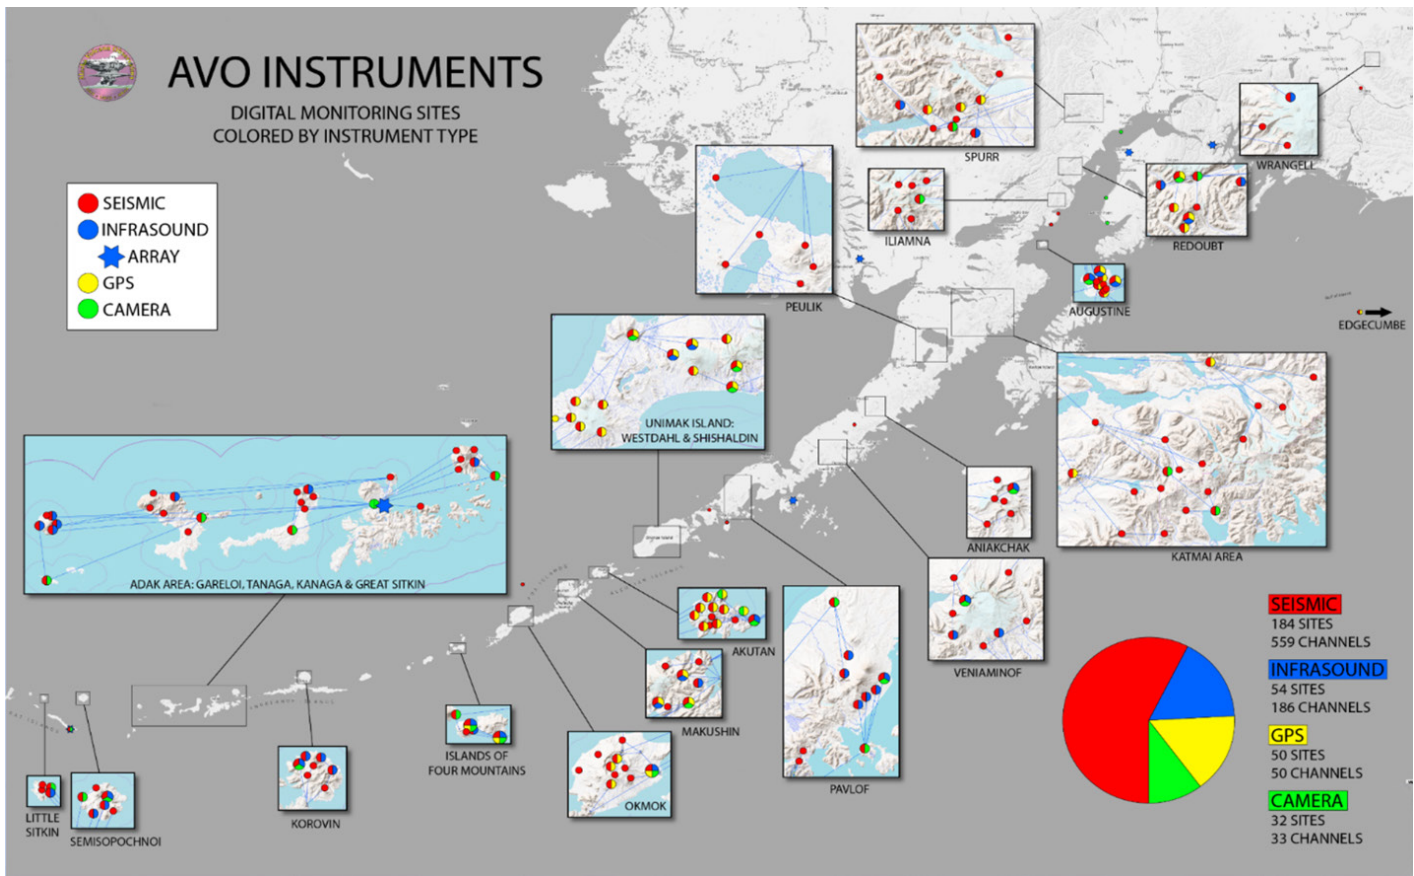 AVO INSTRUMENTS
DIGITAL MONITORING SITES
COLORED BY INSTRUMENT TYPE
SEISMIC
INFRASOUND
ARRAY
GPS
CAMERA
SPURR
WRANGELL
ILIAMNA
REDOUBT
PEULIK
AUGUSTINE
EDGECUMBE
UNIMAK ISLAND:
WESTDAHL & SHISHALDIN
ANIAKCHAK
KATMAI AREA
ADAK AREA: GARELOI, TANAGA, KANAGA & GREAT SITKIN
AKUTAN
VENIAMINOF
MAKUSHIN
ISLANDS OF
FOUR MOUNTAINS
OKMOK
PAVLOF
KOROVIN
LITTLE
SITKIN
SEMISOPOCHNOI
SEISMIC
184 SITES
559 CHANNELS
INFRASOUND
54 SITES
186 CHANNELS
GPS
50 SITES
50 CHANNELS
CAMERA
32 SITES
33 CHANNELS